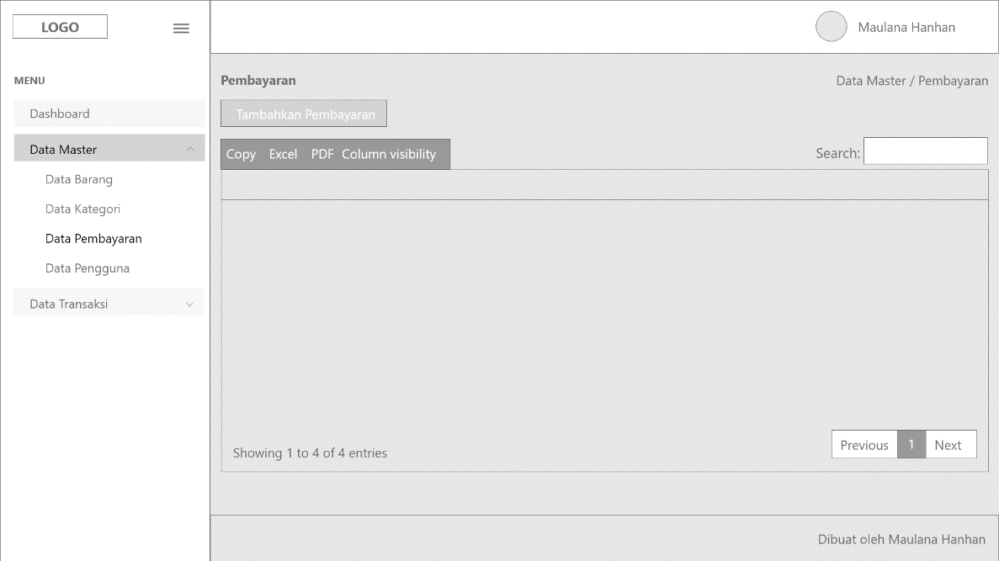 LOGO
Maulana Hanhan
MENU
Dashboard
Data Master
Data Barang
Data Kategori
Data Pembayaran
Data Pengguna
Data Transaksi
Pembayaran
Data Master / Pembayaran
Tambahkan Pembayaran
Copy Excel PDF Column visibility
Search:
Showing 1 to 4 of 4 entries
Previous 1 Next
Dibuat oleh Maulana Hanhan